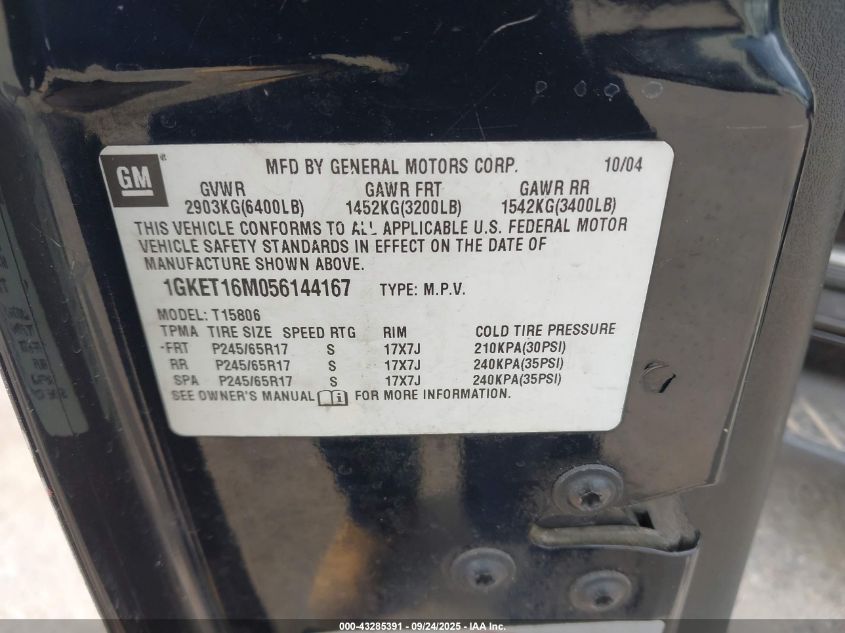 GM
MFD BY GENERAL MOTORS CORP. 10/04
GVWR GAWR FRT GAWR RR
2903KG(6400LB) 1452KG(3200LB) 1542KG(3400LB)
THIS VEHICLE CONFORMS TO ALL APPLICABLE U.S. FEDERAL MOTOR
VEHICLE SAFETY STANDARDS IN EFFECT ON THE DATE OF
MANUFACTURE SHOWN ABOVE.
1GKET16M056144167 TYPE: M.P.V.
MODEL: T15806
TPMA TIRE SIZE SPEED RTG RIM COLD TIRE PRESSURE
FRT P245/65R17 S 17X7J 210KPA(30PSI)
RR P245/65R17 S 17X7J 240KPA(35PSI)
SPA P245/65R17 S 17X7J 240KPA(35PSI)
SEE OWNER'S MANUAL FOR MORE INFORMATION.
000-43285391 - 09/24/2025 - IAA Inc.